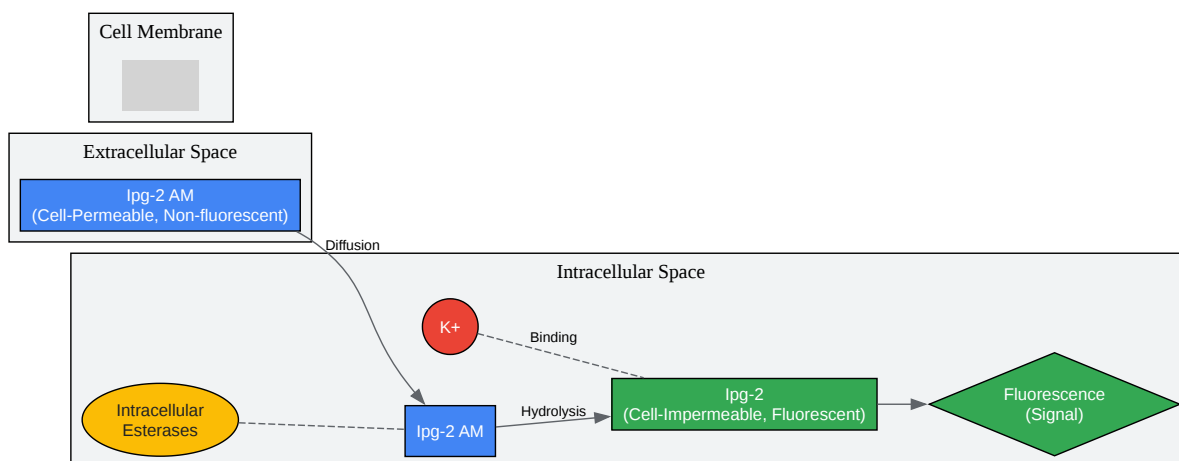 Cell Membrane
Extracellular Space
Ipg-2 AM
(Cell-Permeable, Non-fluorescent)
Diffusion
Intracellular Space
K+
Binding
Intracellular
Esterases
Ipg-2 AM
Hydrolysis
Ipg-2
(Cell-Impermeable, Fluorescent)
Fluorescence
(Signal)